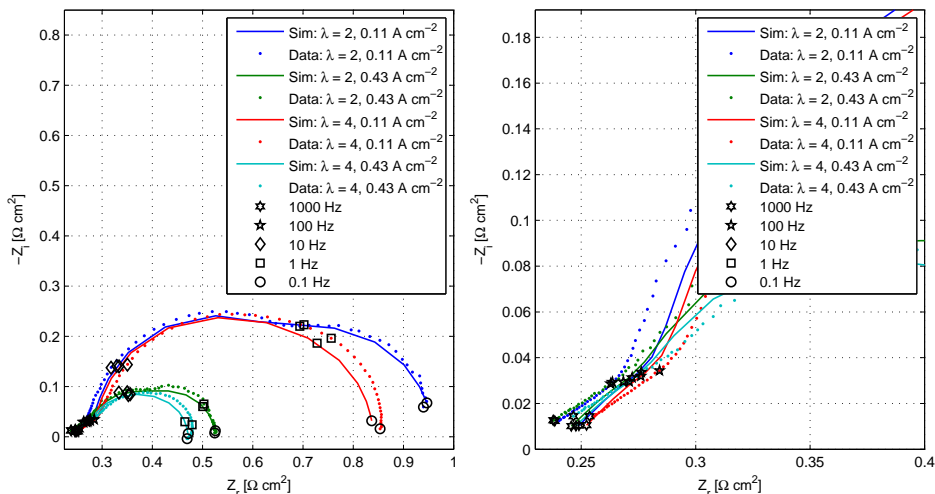 Sim: λ = 2, 0.11 A cm⁻²
Data: λ = 2, 0.11 A cm⁻²
Sim: λ = 2, 0.43 A cm⁻²
Data: λ = 2, 0.43 A cm⁻²
Sim: λ = 4, 0.11 A cm⁻²
Data: λ = 4, 0.11 A cm⁻²
Sim: λ = 4, 0.43 A cm⁻²
Data: λ = 4, 0.43 A cm⁻²
1000 Hz
100 Hz
10 Hz
1 Hz
0.1 Hz
0.8
0.7
0.6
0.5
0.4
0.3
0.2
0.1
0
−Zᵢ [Ω cm²]
0.3 0.4 0.5 0.6 0.7 0.8 0.9 1
Zᵣ [Ω cm²]
Sim: λ = 2, 0.11 A cm⁻²
Data: λ = 2, 0.11 A cm⁻²
Sim: λ = 2, 0.43 A cm⁻²
Data: λ = 2, 0.43 A cm⁻²
Sim: λ = 4, 0.11 A cm⁻²
Data: λ = 4, 0.11 A cm⁻²
Sim: λ = 4, 0.43 A cm⁻²
Data: λ = 4, 0.43 A cm⁻²
1000 Hz
100 Hz
10 Hz
1 Hz
0.1 Hz
0.18
0.16
0.14
0.12
0.1
0.08
0.06
0.04
0.02
0
−Zᵢ [Ω cm²]
0.25 0.3 0.35 0.4
Zᵣ [Ω cm²]